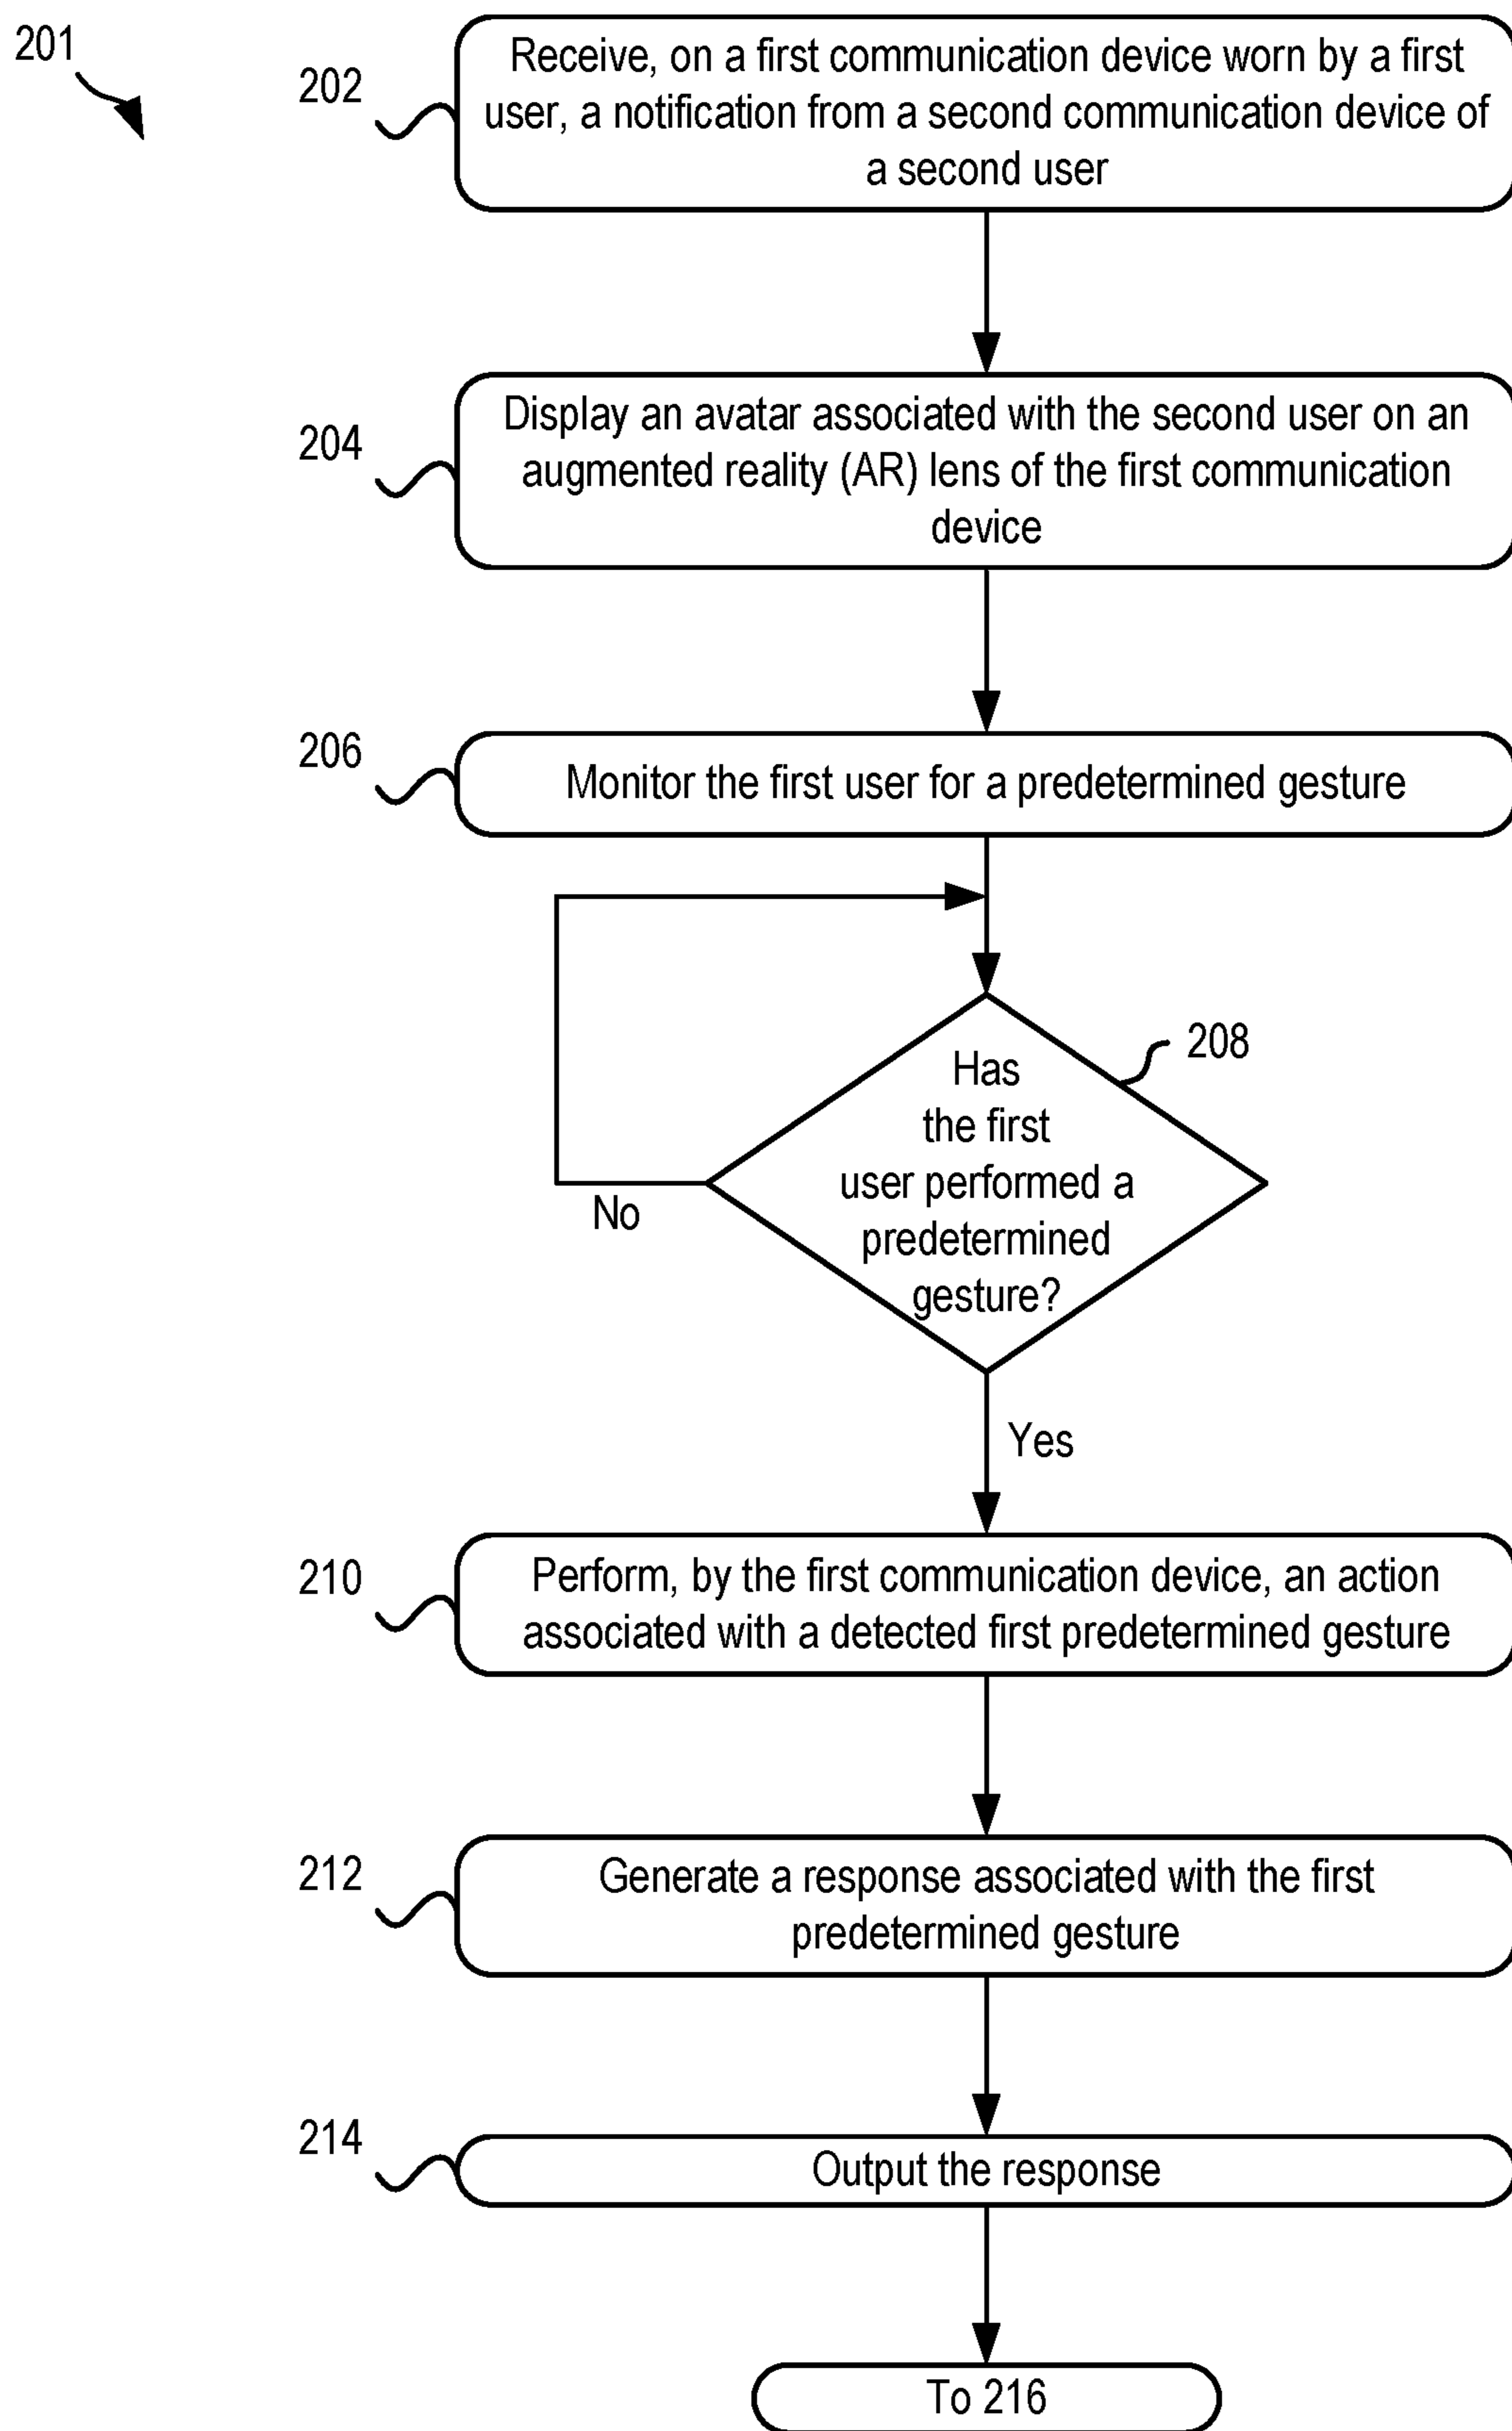 201
202
Receive, on a first communication device worn by a first
user, a notification from a second communication device of
a second user
204
Display an avatar associated with the second user on an
augmented reality (AR) lens of the first communication
device
206
Monitor the first user for a predetermined gesture
208
Has
the first
user performed a
predetermined
gesture?
No
Yes
210
Perform, by the first communication device, an action
associated with a detected first predetermined gesture
212
Generate a response associated with the first
predetermined gesture
214
Output the response
To 216